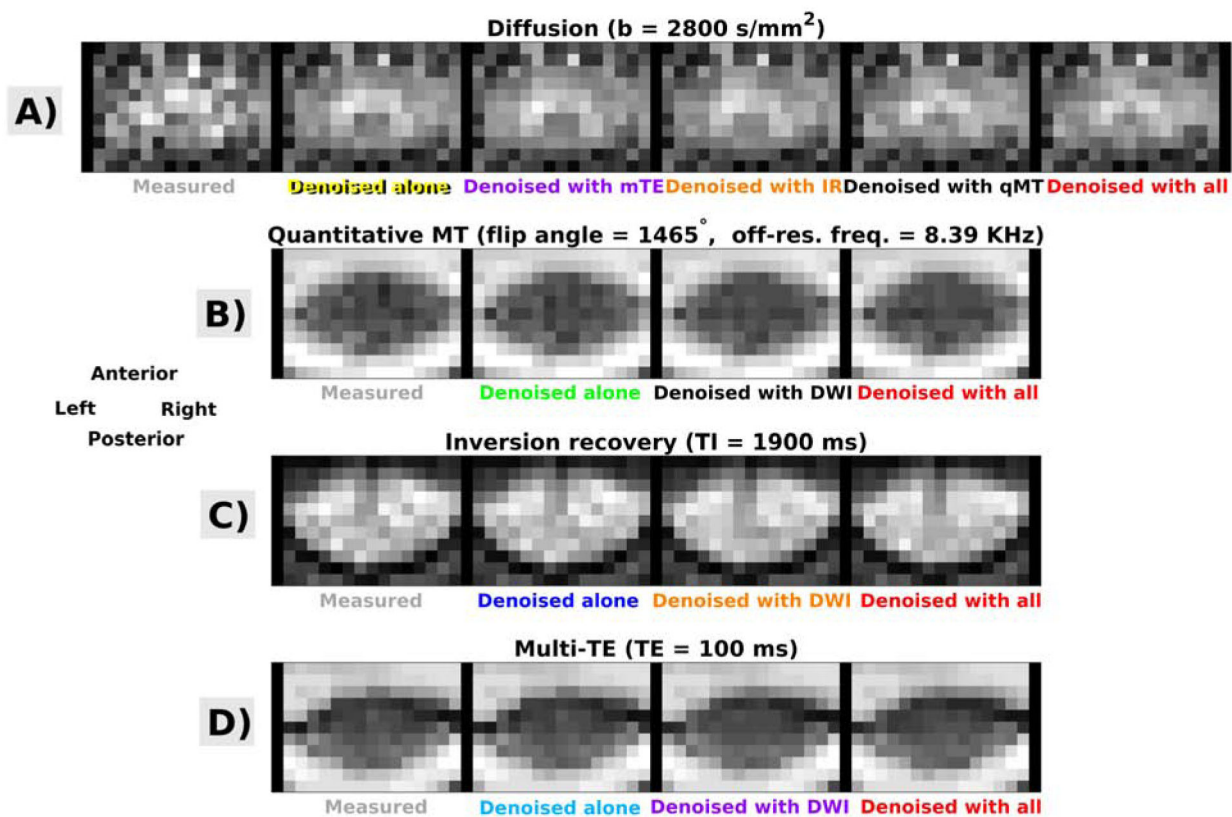 Diffusion (b = 2800 s/mm²)
A)
Measured Denoised alone Denoised with mTE Denoised with IR Denoised with qMT Denoised with all
Quantitative MT (flip angle = 1465°, off-res. freq. = 8.39 KHz)
B)
Measured Denoised alone Denoised with DWI Denoised with all
Anterior
Left Right
Posterior
Inversion recovery (TI = 1900 ms)
C)
Measured Denoised alone Denoised with DWI Denoised with all
Multi-TE (TE = 100 ms)
D)
Measured Denoised alone Denoised with DWI Denoised with all